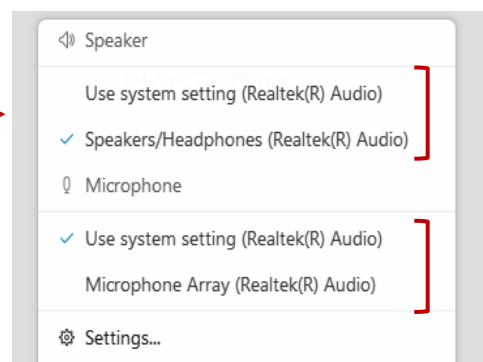 Speaker
Use system setting (Realtek(R) Audio)
Speakers/Headphones (Realtek(R) Audio)
Microphone
Use system setting (Realtek(R) Audio)
Microphone Array (Realtek(R) Audio)
Settings...